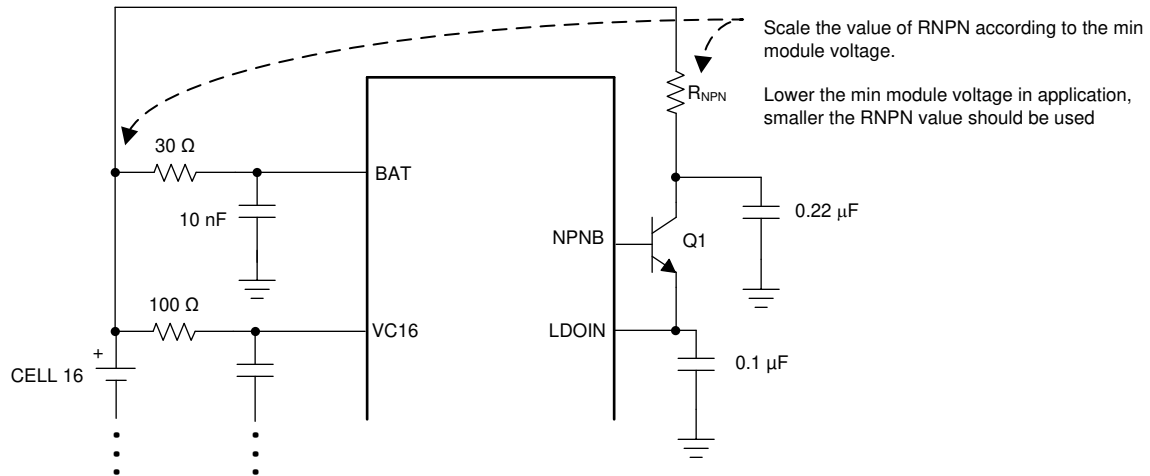 Scale the value of RNPN according to the min
module voltage.
Lower the min module voltage in application,
smaller the RNPN value should be used
RNPN
30 Ω
BAT
10 nF
0.22 μF
NPNB
Q1
100 Ω
VC16
LDOIN
+
CELL 16
0.1 µF